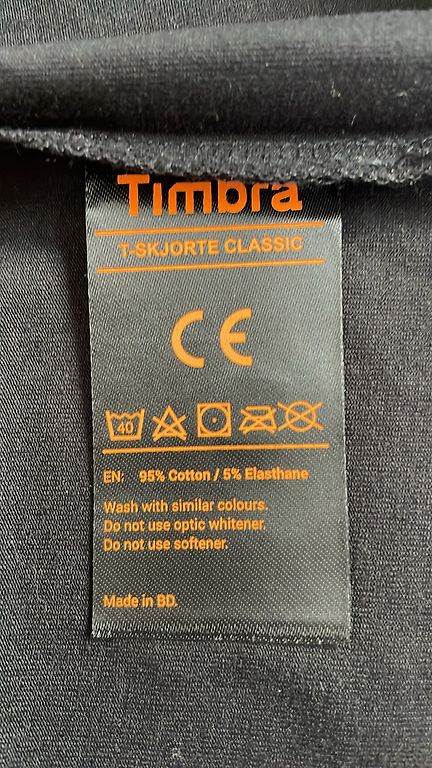 Timbra
T-SKJORTE CLASSIC
CE
40
EN: 95% Cotton / 5% Elasthane
Wash with similar colours.
Do not use optic whitener.
Do not use softener.
Made in BD.